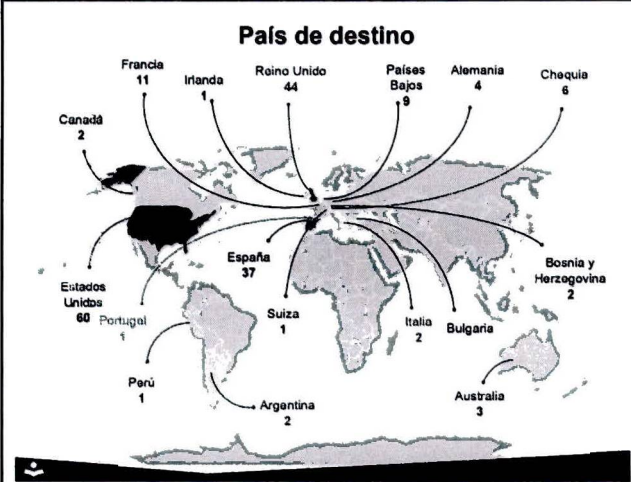 País de destino
Francia
11
Irlanda
1
Reino Unido
44
Países
Bajos
9
Alemania
4
Chequia
6
Canadá
2
España
37
Bosnia y
Herzegovina
2
Estados
Unidos
60
Portugal
1
Suiza
1
Italia
2
Bulgaria
Perú
1
Argentina
2
Australia
3